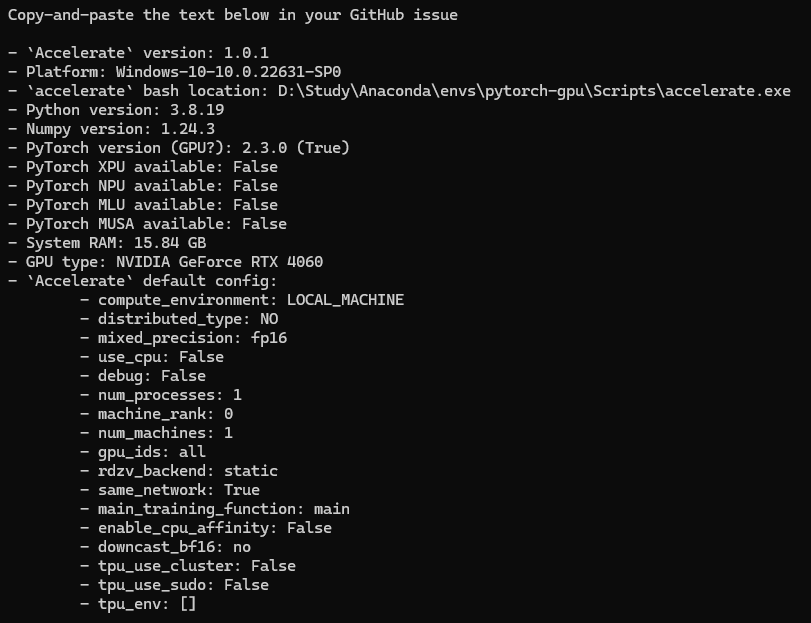 Copy-and-paste the text below in your GitHub issue
- `Accelerate` version: 1.0.1
- Platform: Windows-10-10.0.22631-SP0
- `accelerate` bash location: D:\Study\Anaconda\envs\pytorch-gpu\Scripts\accelerate.exe
- Python version: 3.8.19
- Numpy version: 1.24.3
- PyTorch version (GPU?): 2.3.0 (True)
- PyTorch XPU available: False
- PyTorch NPU available: False
- PyTorch MLU available: False
- PyTorch MUSA available: False
- System RAM: 15.84 GB
- GPU type: NVIDIA GeForce RTX 4060
- `Accelerate` default config:
- compute_environment: LOCAL_MACHINE
- distributed_type: NO
- mixed_precision: fp16
- use_cpu: False
- debug: False
- num_processes: 1
- machine_rank: 0
- num_machines: 1
- gpu_ids: all
- rdzv_backend: static
- same_network: True
- main_training_function: main
- enable_cpu_affinity: False
- downcast_bf16: no
- tpu_use_cluster: False
- tpu_use_sudo: False
- tpu_env: []